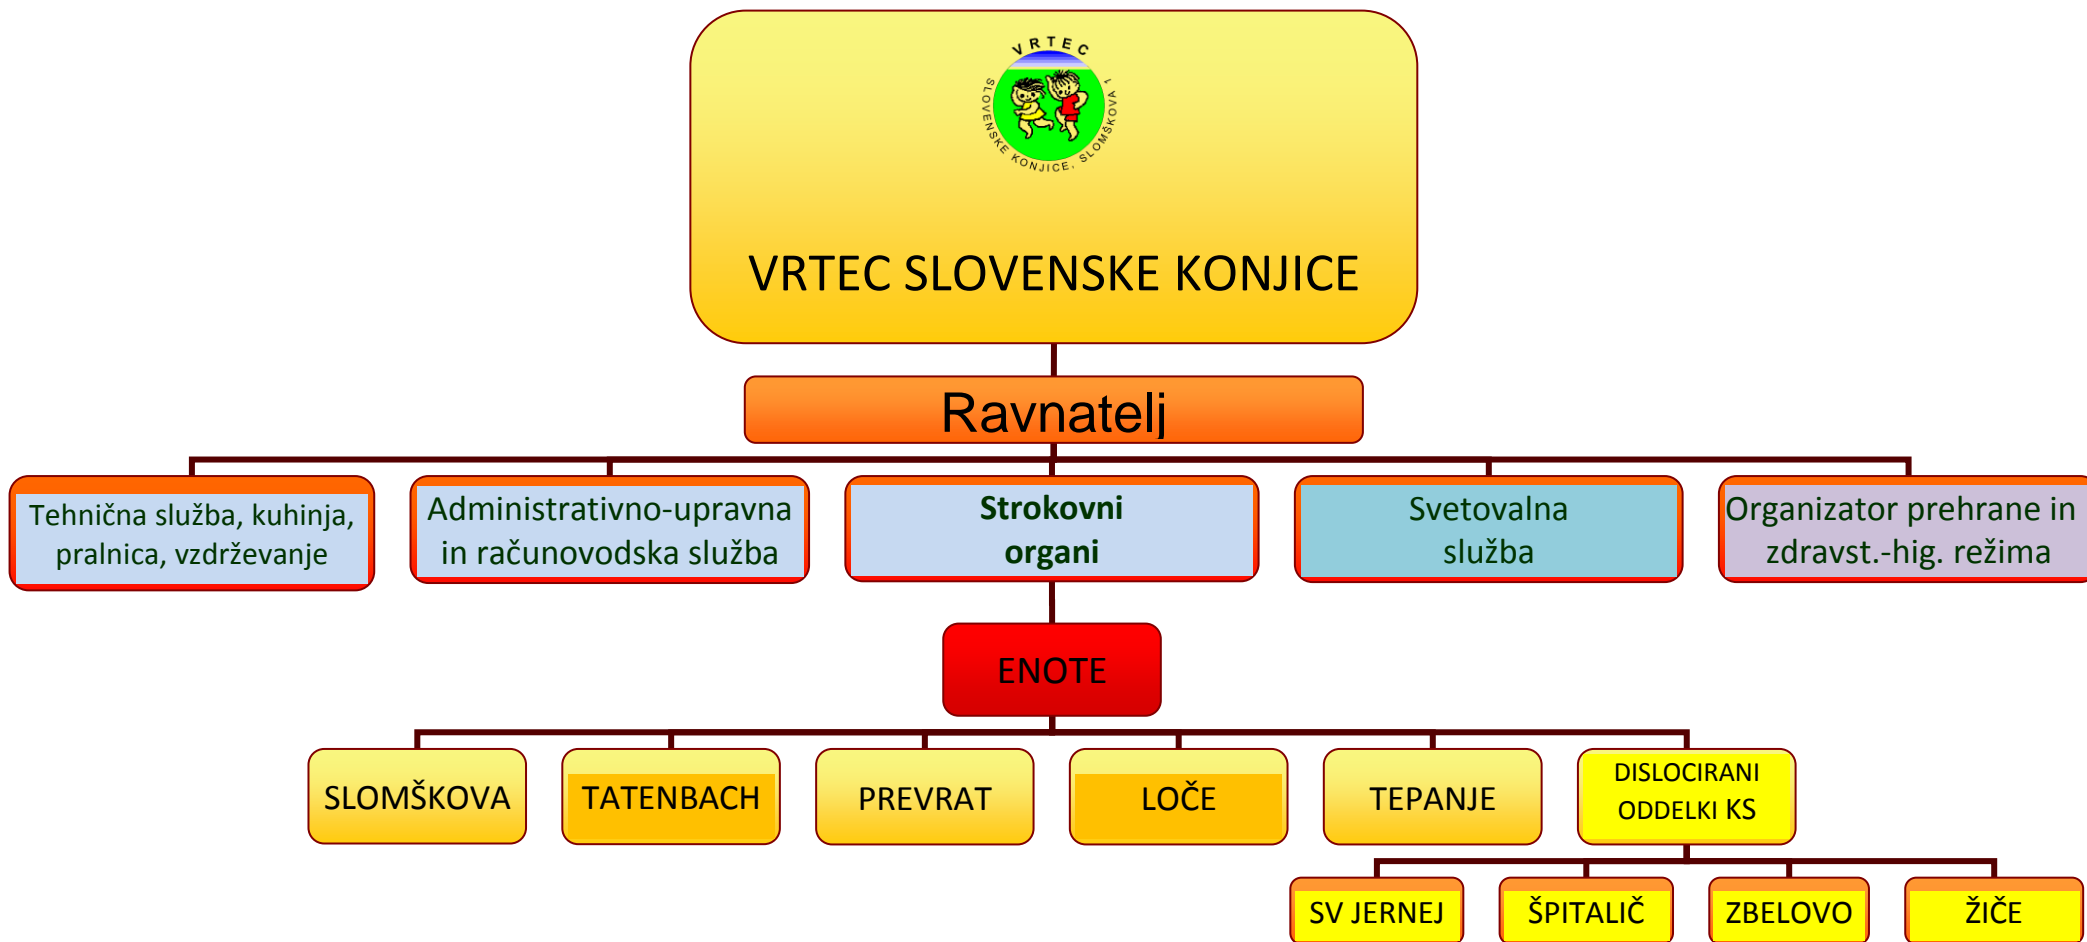 VRTEC
SLOVENSKE KONJICE, SLOMŠKOVA 1
VRTEC SLOVENSKE KONJICE
Ravnatelj
Tehnična služba, kuhinja,
pralnica, vzdrževanje
Administrativno-upravna
in računovodska služba
Strokovni
organi
Svetovalna
služba
Organizator prehrane in
zdravst.-hig. režima
ENOTE
SLOMŠKOVA
TATENBACH
PREVRAT
LOČE
TEPANJE
DISLOCIRANI
ODDELKI KS
SV JERNEJ
ŠPITALIČ
ZBELOVO
ŽIČE